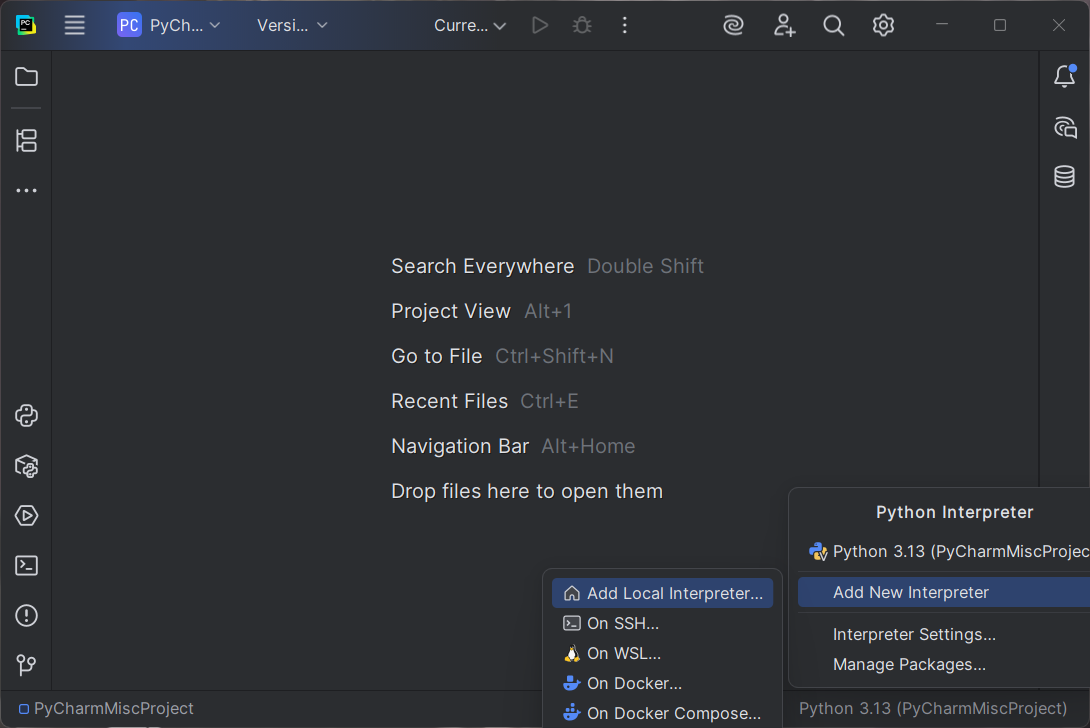 PC PyCh... Versi... Curre...
Search Everywhere Double Shift
Project View Alt+1
Go to File Ctrl+Shift+N
Recent Files Ctrl+E
Navigation Bar Alt+Home
Drop files here to open them
Python Interpreter
Python 3.13 (PyCharmMiscProjec
Add New Interpreter
Interpreter Settings...
Manage Packages...
Add Local Interpreter...
On SSH...
On WSL...
On Docker...
On Docker Compose...
PyCharmMiscProject
Python 3.13 (PyCharmMiscProject)